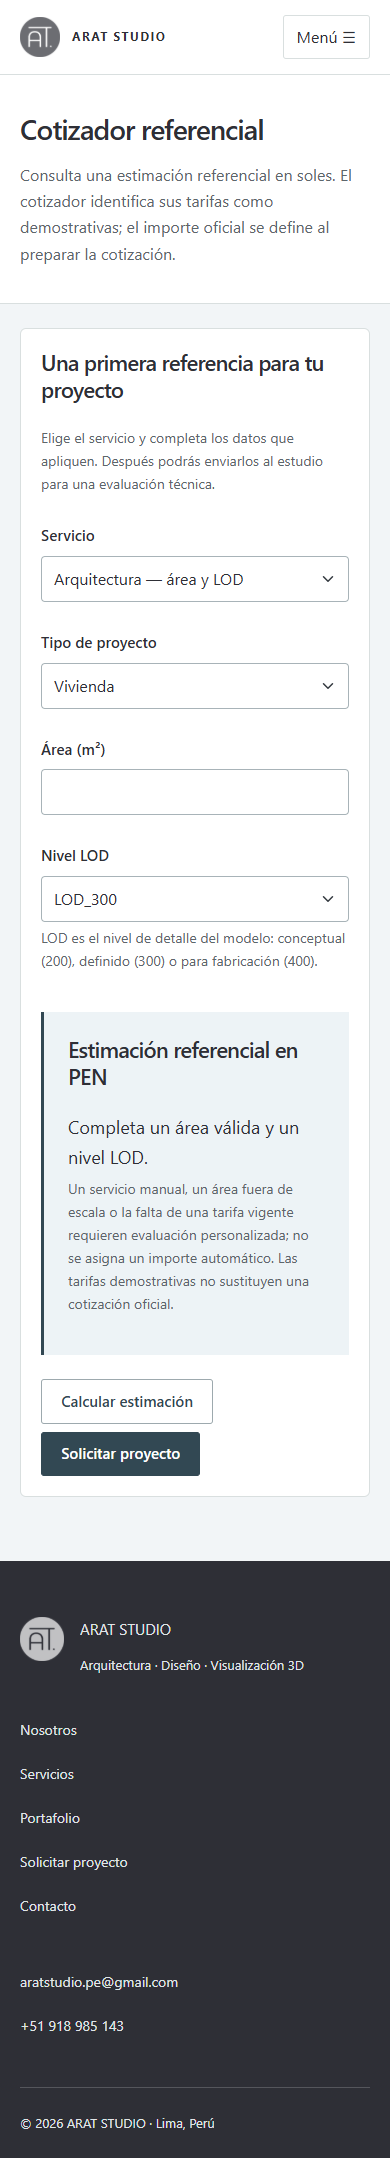 AT.
ARAT STUDIO
Menú ☰
Cotizador referencial
Consulta una estimación referencial en soles. El
cotizador identifica sus tarifas como
demostrativas; el importe oficial se define al
preparar la cotización.
Una primera referencia para tu
proyecto
Elige el servicio y completa los datos que
apliquen. Después podrás enviarlos al estudio
para una evaluación técnica.
Servicio
Arquitectura — área y LOD
Tipo de proyecto
Vivienda
Área (m²)
Nivel LOD
LOD_300
LOD es el nivel de detalle del modelo: conceptual
(200), definido (300) o para fabricación (400).
Estimación referencial en
PEN
Completa un área válida y un
nivel LOD.
Un servicio manual, un área fuera de
escala o la falta de una tarifa vigente
requieren evaluación personalizada; no
se asigna un importe automático. Las
tarifas demostrativas no sustituyen una
cotización oficial.
Calcular estimación
Solicitar proyecto
AT.
ARAT STUDIO
Arquitectura · Diseño · Visualización 3D
Nosotros
Servicios
Portafolio
Solicitar proyecto
Contacto
aratstudio.pe@gmail.com
+51 918 985 143
© 2026 ARAT STUDIO · Lima, Perú